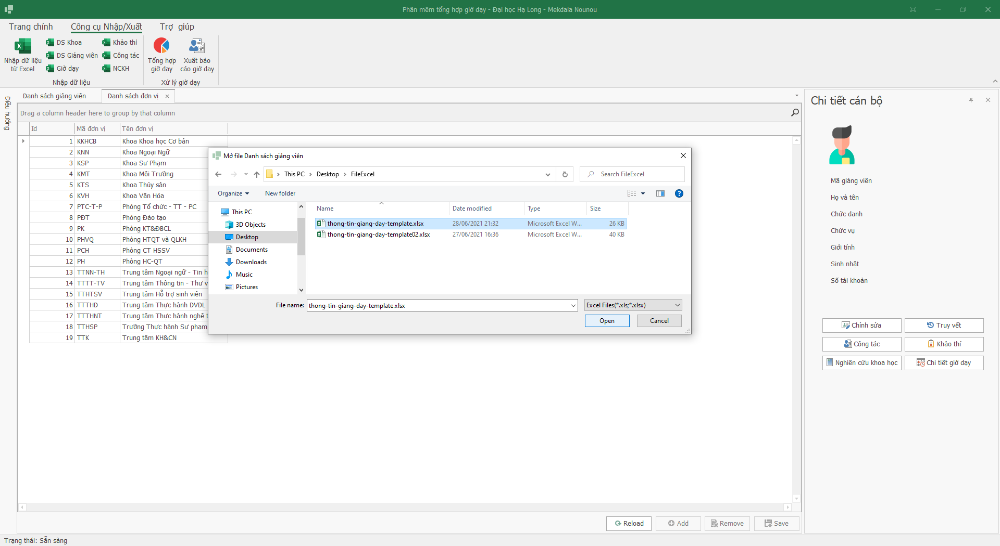 Phần mềm tổng hợp giờ dạy - Đại học Hạ Long - Mekdala Nounou
Trang chính
Công cụ Nhập/Xuất
Trợ giúp
Nhập dữ liệu
từ Excel
DS Khoa
DS Giảng viên
Giờ dạy
Khảo thí
Công tác
NCKH
Nhập dữ liệu
Tổng hợp
giờ dạy
Xuất báo
cáo giờ dạy
Xử lý giờ dạy
Điều hướng
Danh sách giảng viên
Danh sách đơn vị
Drag a column header here to group by that column
Id Mã đơn vị Tên đơn vị
1 KKHCB Khoa Khoa học Cơ bản
2 KNN Khoa Ngoại Ngữ
3 KSP Khoa Sư Phạm
4 KMT Khoa Môi Trường
5 KTS Khoa Thủy sản
6 KVH Khoa Văn Hóa
7 PTC-T-P Phòng Tổ chức - TT - PC
8 PĐT Phòng Đào tạo
9 PK Phòng KT&ĐBCL
10 PHVQ Phòng HTQT và QLKH
11 PCH Phòng CT HSSV
12 PH Phòng HC-QT
13 TTNN-TH Trung tâm Ngoại ngữ - Tin h
14 TTTT-TV Trung tâm Thông tin - Thư v
15 TTHTSV Trung tâm Hỗ trợ sinh viên
16 TTTHD Trung tâm Thực hành DVDL
17 TTTHNT Trung tâm Thực hành nghệ t
18 TTHSP Trường Thực hành Sư phạm
19 TTK Trung tâm KH&CN
Mở file Danh sách giảng viên
This PC
Desktop
FileExcel
Search FileExcel
Organize
New folder
This PC
3D Objects
Desktop
Documents
Downloads
Music
Pictures
Name Date modified Type Size
thong-tin-giang-day-template.xlsx 28/06/2021 21:32 Microsoft Excel W... 26 KB
thong-tin-giang-day-template02.xlsx 27/06/2021 16:36 Microsoft Excel W... 40 KB
File name: thong-tin-giang-day-template.xlsx
Excel Files(*.xls;*.xlsx)
Open
Cancel
Chi tiết cán bộ
Mã giảng viên
Họ và tên
Chức danh
Chức vụ
Giới tính
Sinh nhật
Số tài khoản
Chỉnh sửa
Truy vết
Công tác
Khảo thí
Nghiên cứu khoa học
Chi tiết giờ dạy
Reload
Add
Remove
Save
Trạng thái: Sẵn sàng